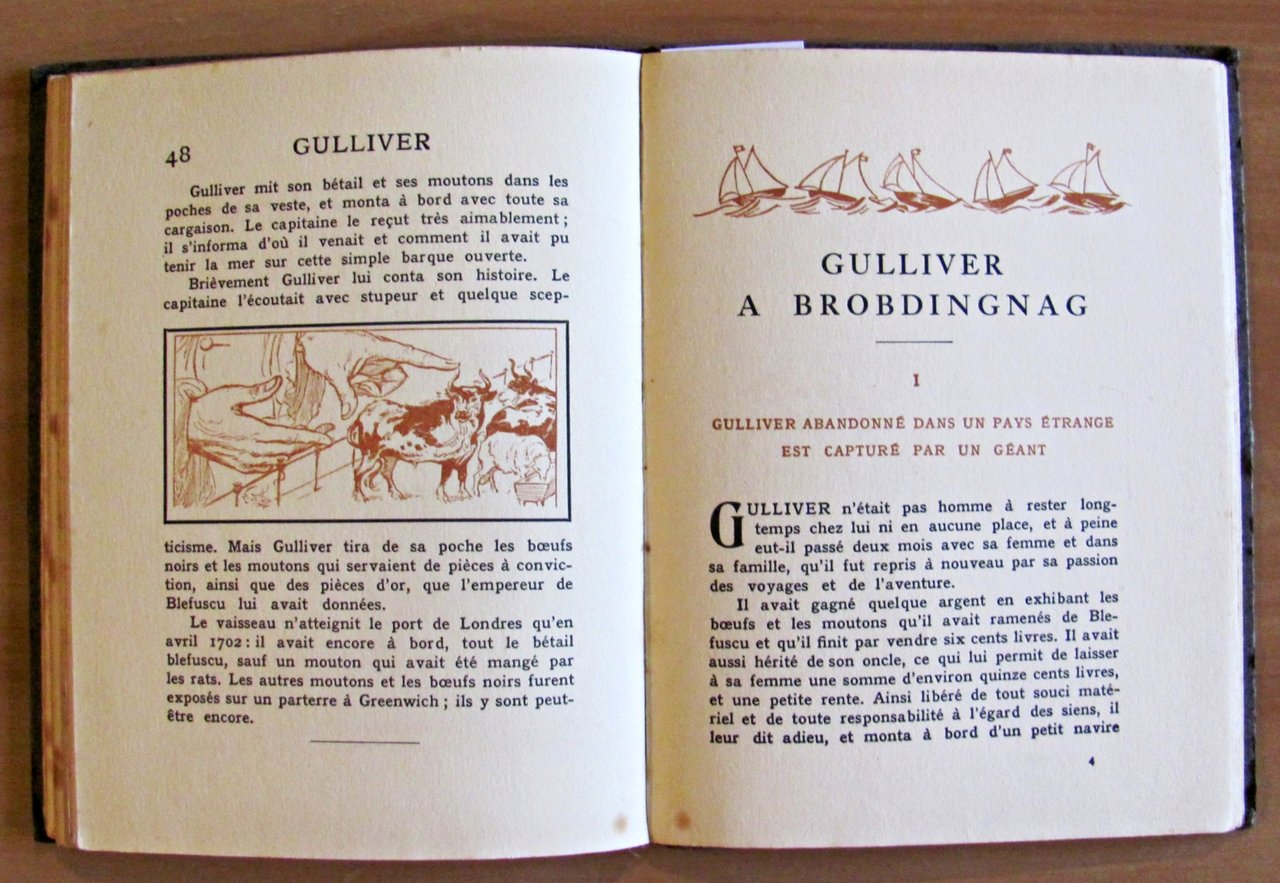 48 GULLIVER
Gulliver mit son bétail et ses moutons dans les
poches de sa veste, et monta à bord avec toute sa
cargaison. Le capitaine le reçut très aimablement ;
il s'informa d'où il venait et comment il avait pu
tenir la mer sur cette simple barque ouverte.
Brièvement Gulliver lui conta son histoire. Le
capitaine l'écoutait avec stupeur et quelque scep-
ticisme. Mais Gulliver tira de sa poche les bœufs
noirs et les moutons qui servaient de pièces à convic-
tion, ainsi que des pièces d'or, que l'empereur de
Blefuscu lui avait données.
Le vaisseau n'atteignit le port de Londres qu'en
avril 1702 : il avait encore à bord, tout le bétail
blefuscu, sauf un mouton qui avait été mangé par
les rats. Les autres moutons et les bœufs noirs furent
exposés sur un parterre à Greenwich ; ils y sont peut-
être encore.
GULLIVER
A BROBDINGNAG
I
GULLIVER ABANDONNÉ DANS UN PAYS ÉTRANGE
EST CAPTURÉ PAR UN GÉANT
GULLIVER n'était pas homme à rester long-
temps chez lui ni en aucune place, et à peine
eut-il passé deux mois avec sa femme et dans
sa famille, qu'il fut repris à nouveau par sa passion
des voyages et de l'aventure.
Il avait gagné quelque argent en exhibant les
bœufs et les moutons qu'il avait ramenés de Ble-
fuscu et qu'il finit par vendre six cents livres. Il avait
aussi hérité de son oncle, ce qui lui permit de laisser
à sa femme une somme d'environ quinze cents livres,
et une petite rente. Ainsi libéré de tout souci maté-
riel et de toute responsabilité à l'égard des siens, il
leur dit adieu, et monta à bord d'un petit navire
4